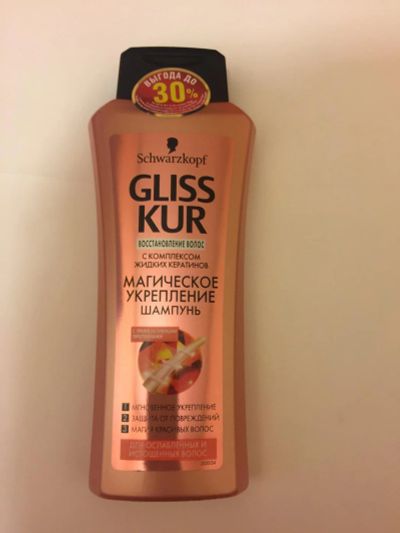 ВЫГОДА ДО
30%
Schwarzkopf
GLISS
KUR
ВОССТАНОВЛЕНИЕ ВОЛОС
С КОМПЛЕКСОМ
ЖИДКИХ КЕРАТИНОВ
МАГИЧЕСКОЕ
УКРЕПЛЕНИЕ
ШАМПУНЬ
1 МГНОВЕННОЕ УКРЕПЛЕНИЕ
2 ЗАЩИТА ОТ ПОВРЕЖДЕНИЙ
3 МАГИЯ КРАСИВЫХ ВОЛОС
ДЛЯ ОСЛАБЛЕННЫХ И
ИСТОЩЕННЫХ ВОЛОС